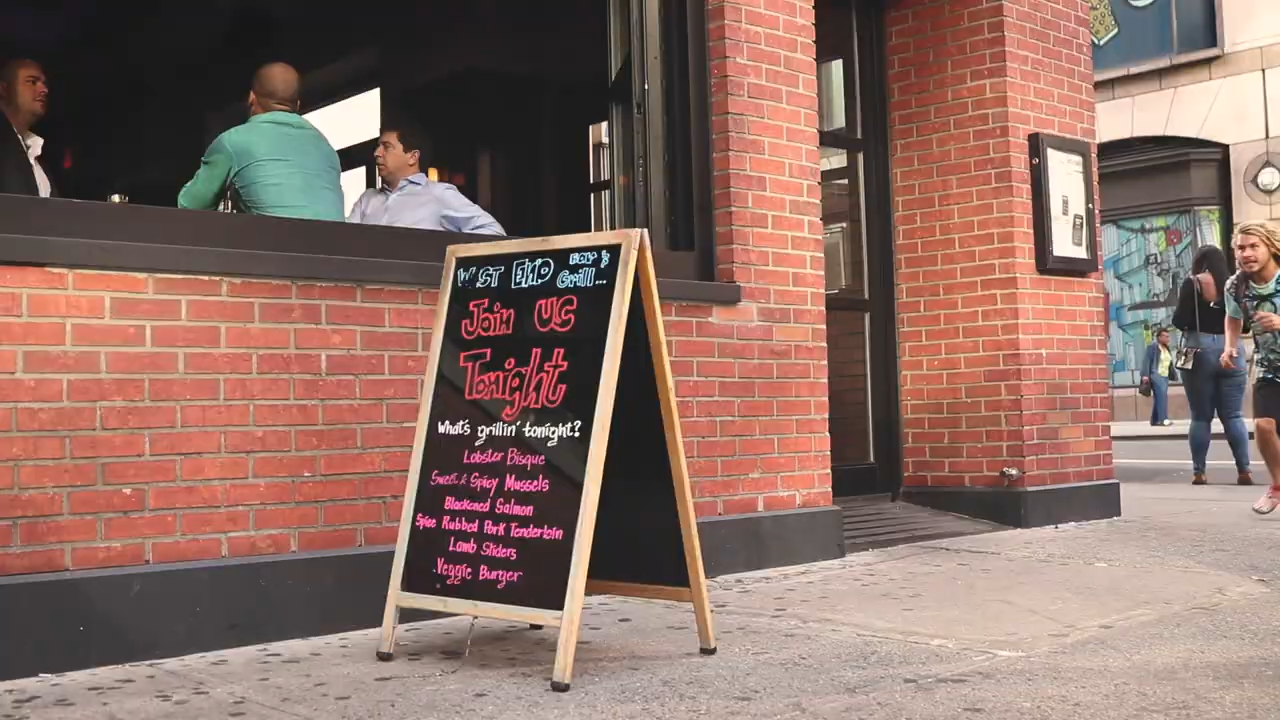 WEST END Bar & Grill...
Join us
Tonight
What's grillin' tonight?
Lobster Bisque
Sweet & Spicy Mussels
Blackened Salmon
Spice Rubbed Pork Tenderloin
Lamb Sliders
Veggie Burger